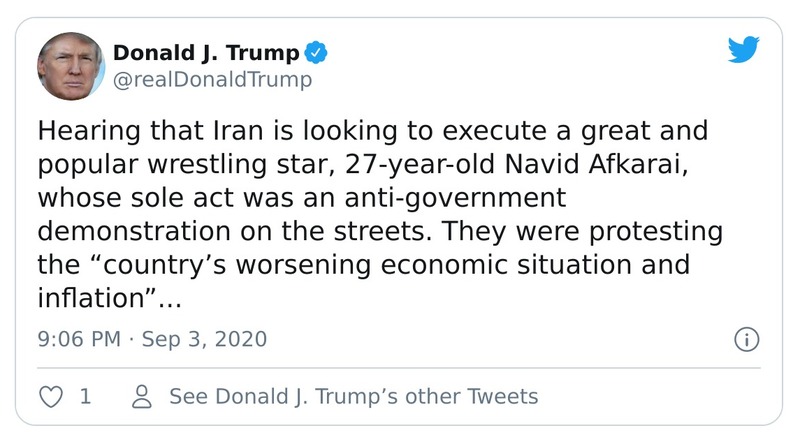 Donald J. Trump
@realDonaldTrump
Hearing that Iran is looking to execute a great and
popular wrestling star, 27-year-old Navid Afkarai,
whose sole act was an anti-government
demonstration on the streets. They were protesting
the “country’s worsening economic situation and
inflation”...
9:06 PM · Sep 3, 2020
1 See Donald J. Trump’s other Tweets